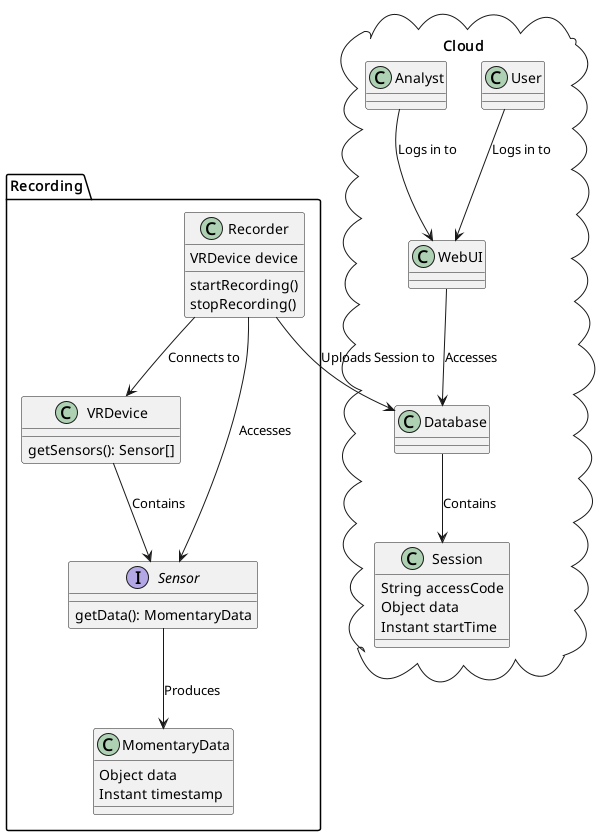 Cloud
C Analyst
C User
Logs in to
Logs in to
Recording
C Recorder
VRDevice device
startRecording()
stopRecording()
C WebUI
Connects to
Uploads Session to
Accesses
C VRDevice
getSensors(): Sensor[]
Accesses
C Database
Contains
Contains
I Sensor
getData(): MomentaryData
C Session
String accessCode
Object data
Instant startTime
Produces
C MomentaryData
Object data
Instant timestamp